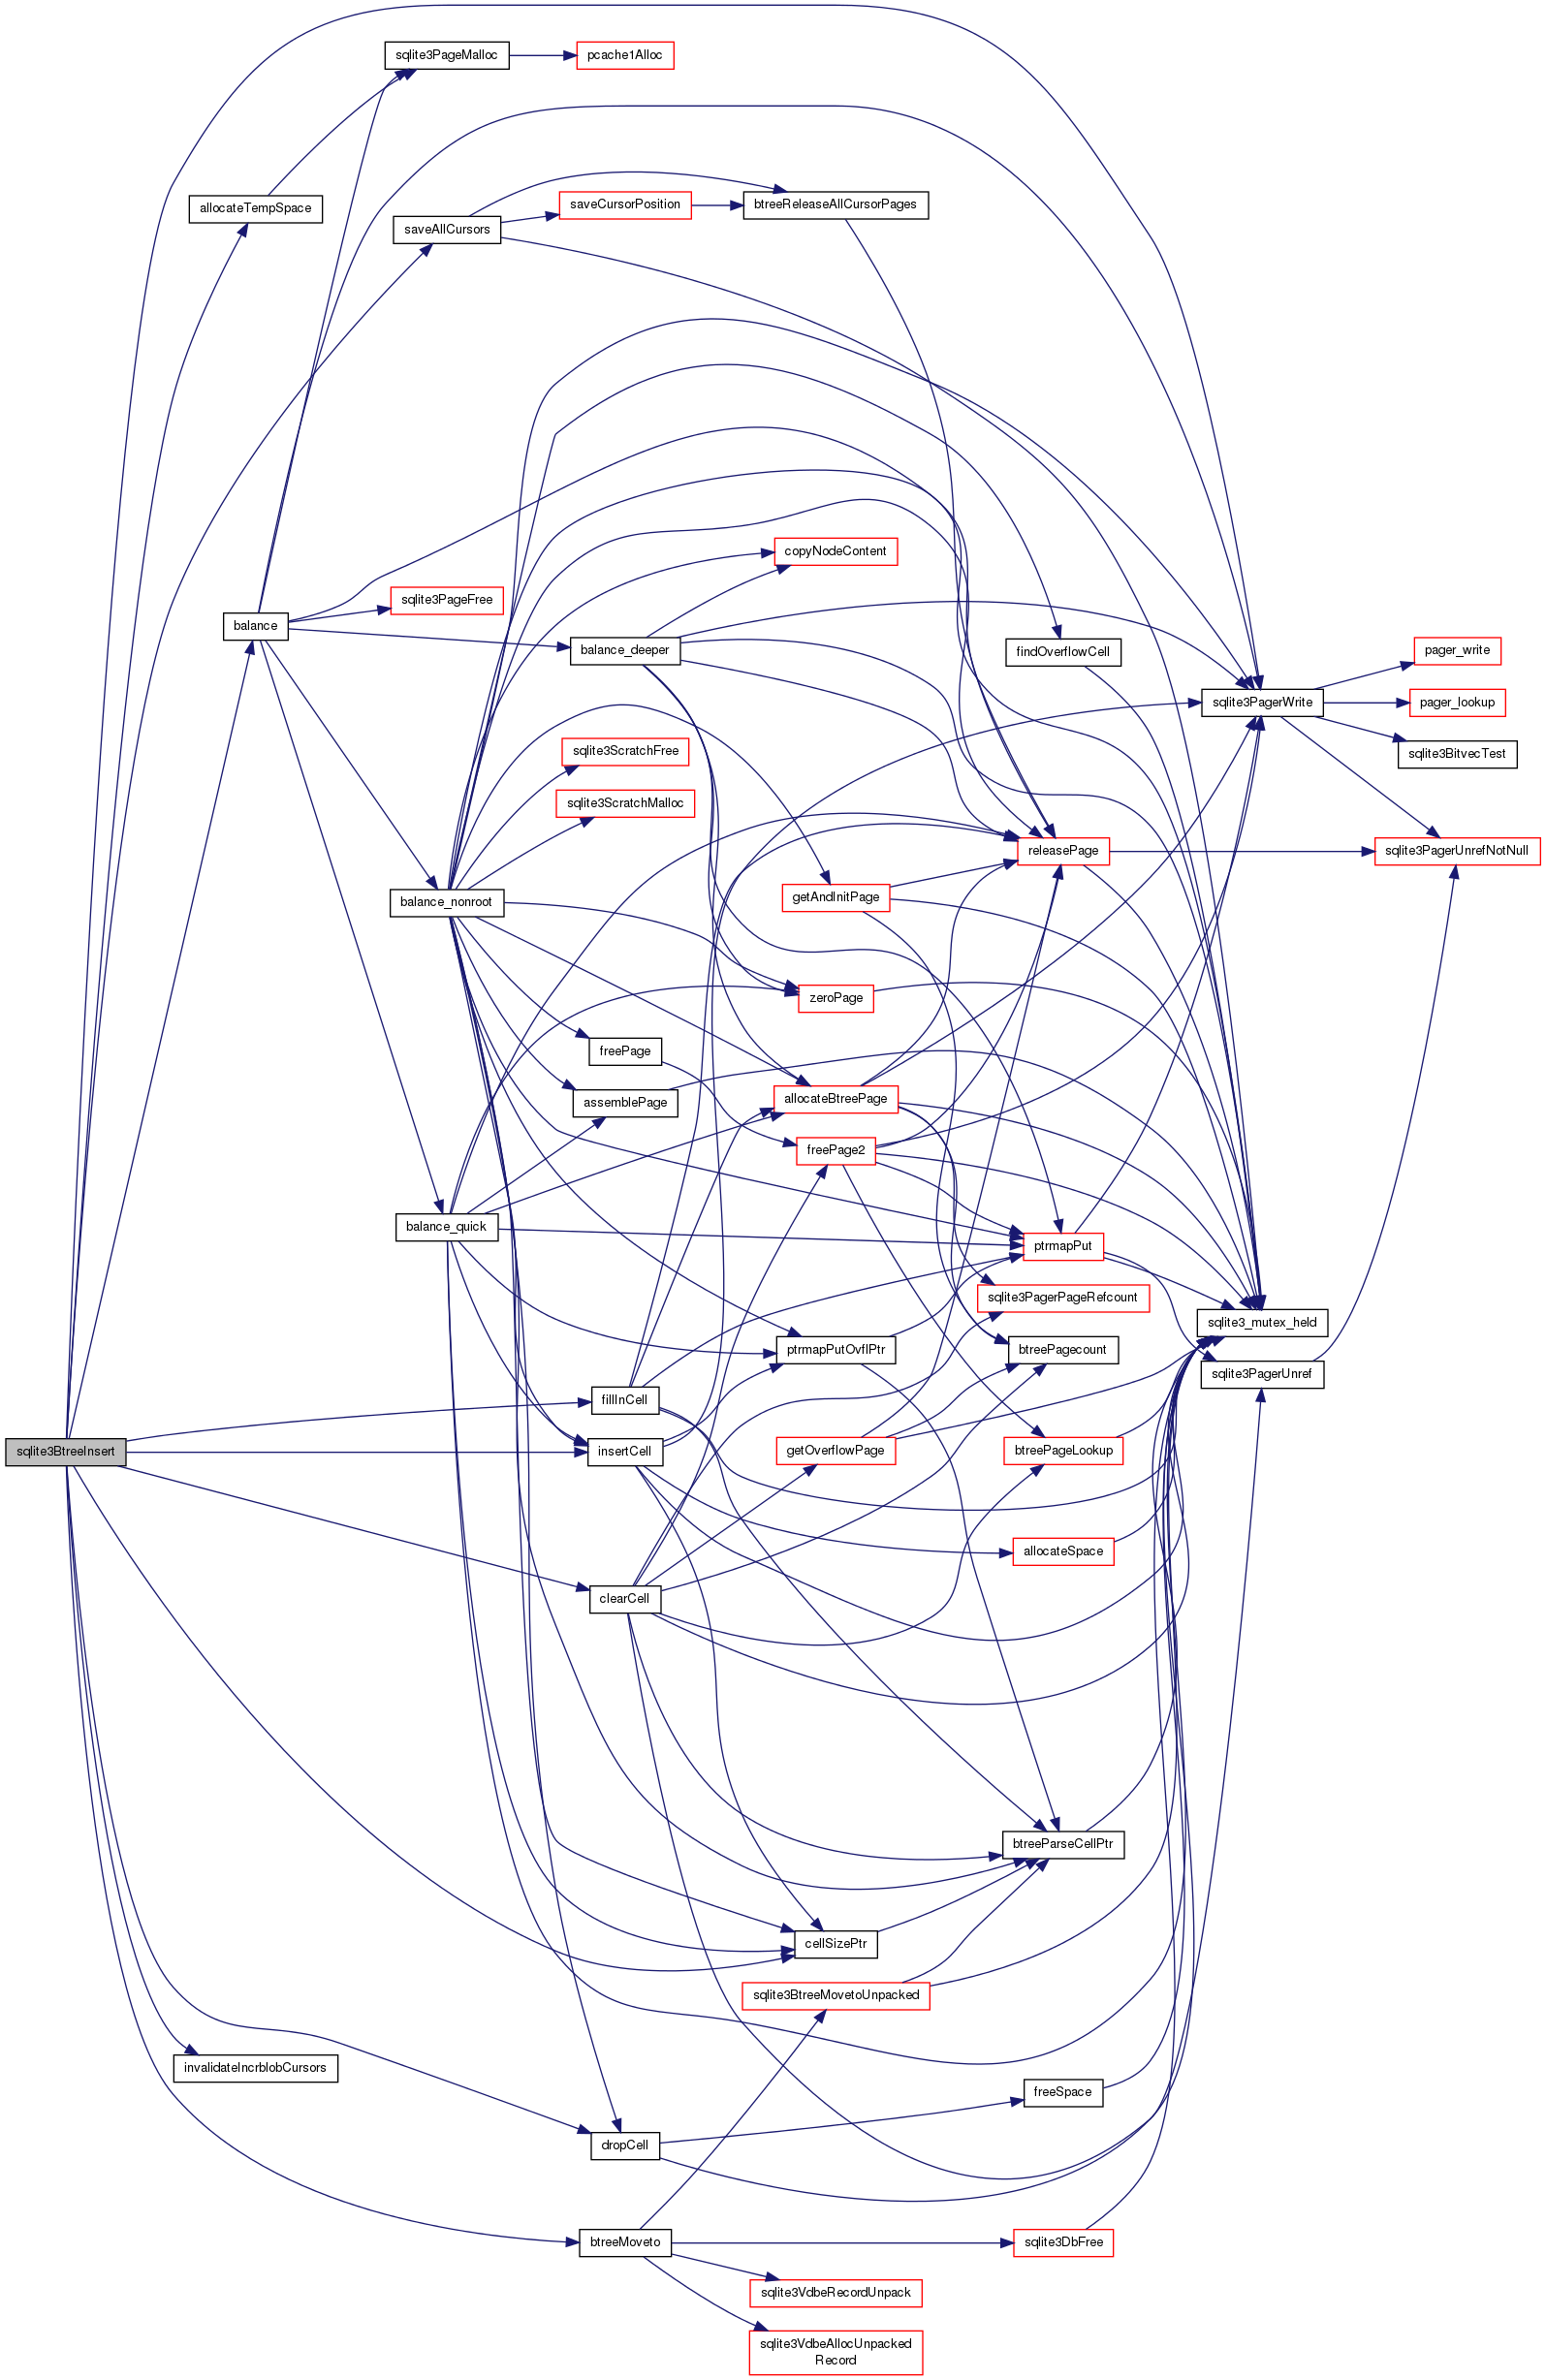 sqlite3PageMalloc
pcache1Alloc
allocateTempSpace
saveCursorPosition
btreeReleaseAllCursorPages
saveAllCursors
copyNodeContent
sqlite3PageFree
balance
balance_deeper
findOverflowCell
pager_write
sqlite3PagerWrite
pager_lookup
sqlite3ScratchFree
sqlite3BitvecTest
sqlite3ScratchMalloc
releasePage
sqlite3PagerUnrefNotNull
balance_nonroot
getAndInitPage
zeroPage
freePage
assemblePage
allocateBtreePage
freePage2
balance_quick
ptrmapPut
sqlite3PagerPageRefcount
sqlite3_mutex_held
ptrmapPutOvflPtr
btreePagecount
sqlite3PagerUnref
fillInCell
sqlite3BtreeInsert
insertCell
getOverflowPage
btreePageLookup
allocateSpace
clearCell
btreeParseCellPtr
cellSizePtr
sqlite3BtreeMovetoUnpacked
invalidateIncrblobCursors
freeSpace
dropCell
btreeMoveto
sqlite3DbFree
sqlite3VdbeRecordUnpack
sqlite3VdbeAllocUnpacked
Record